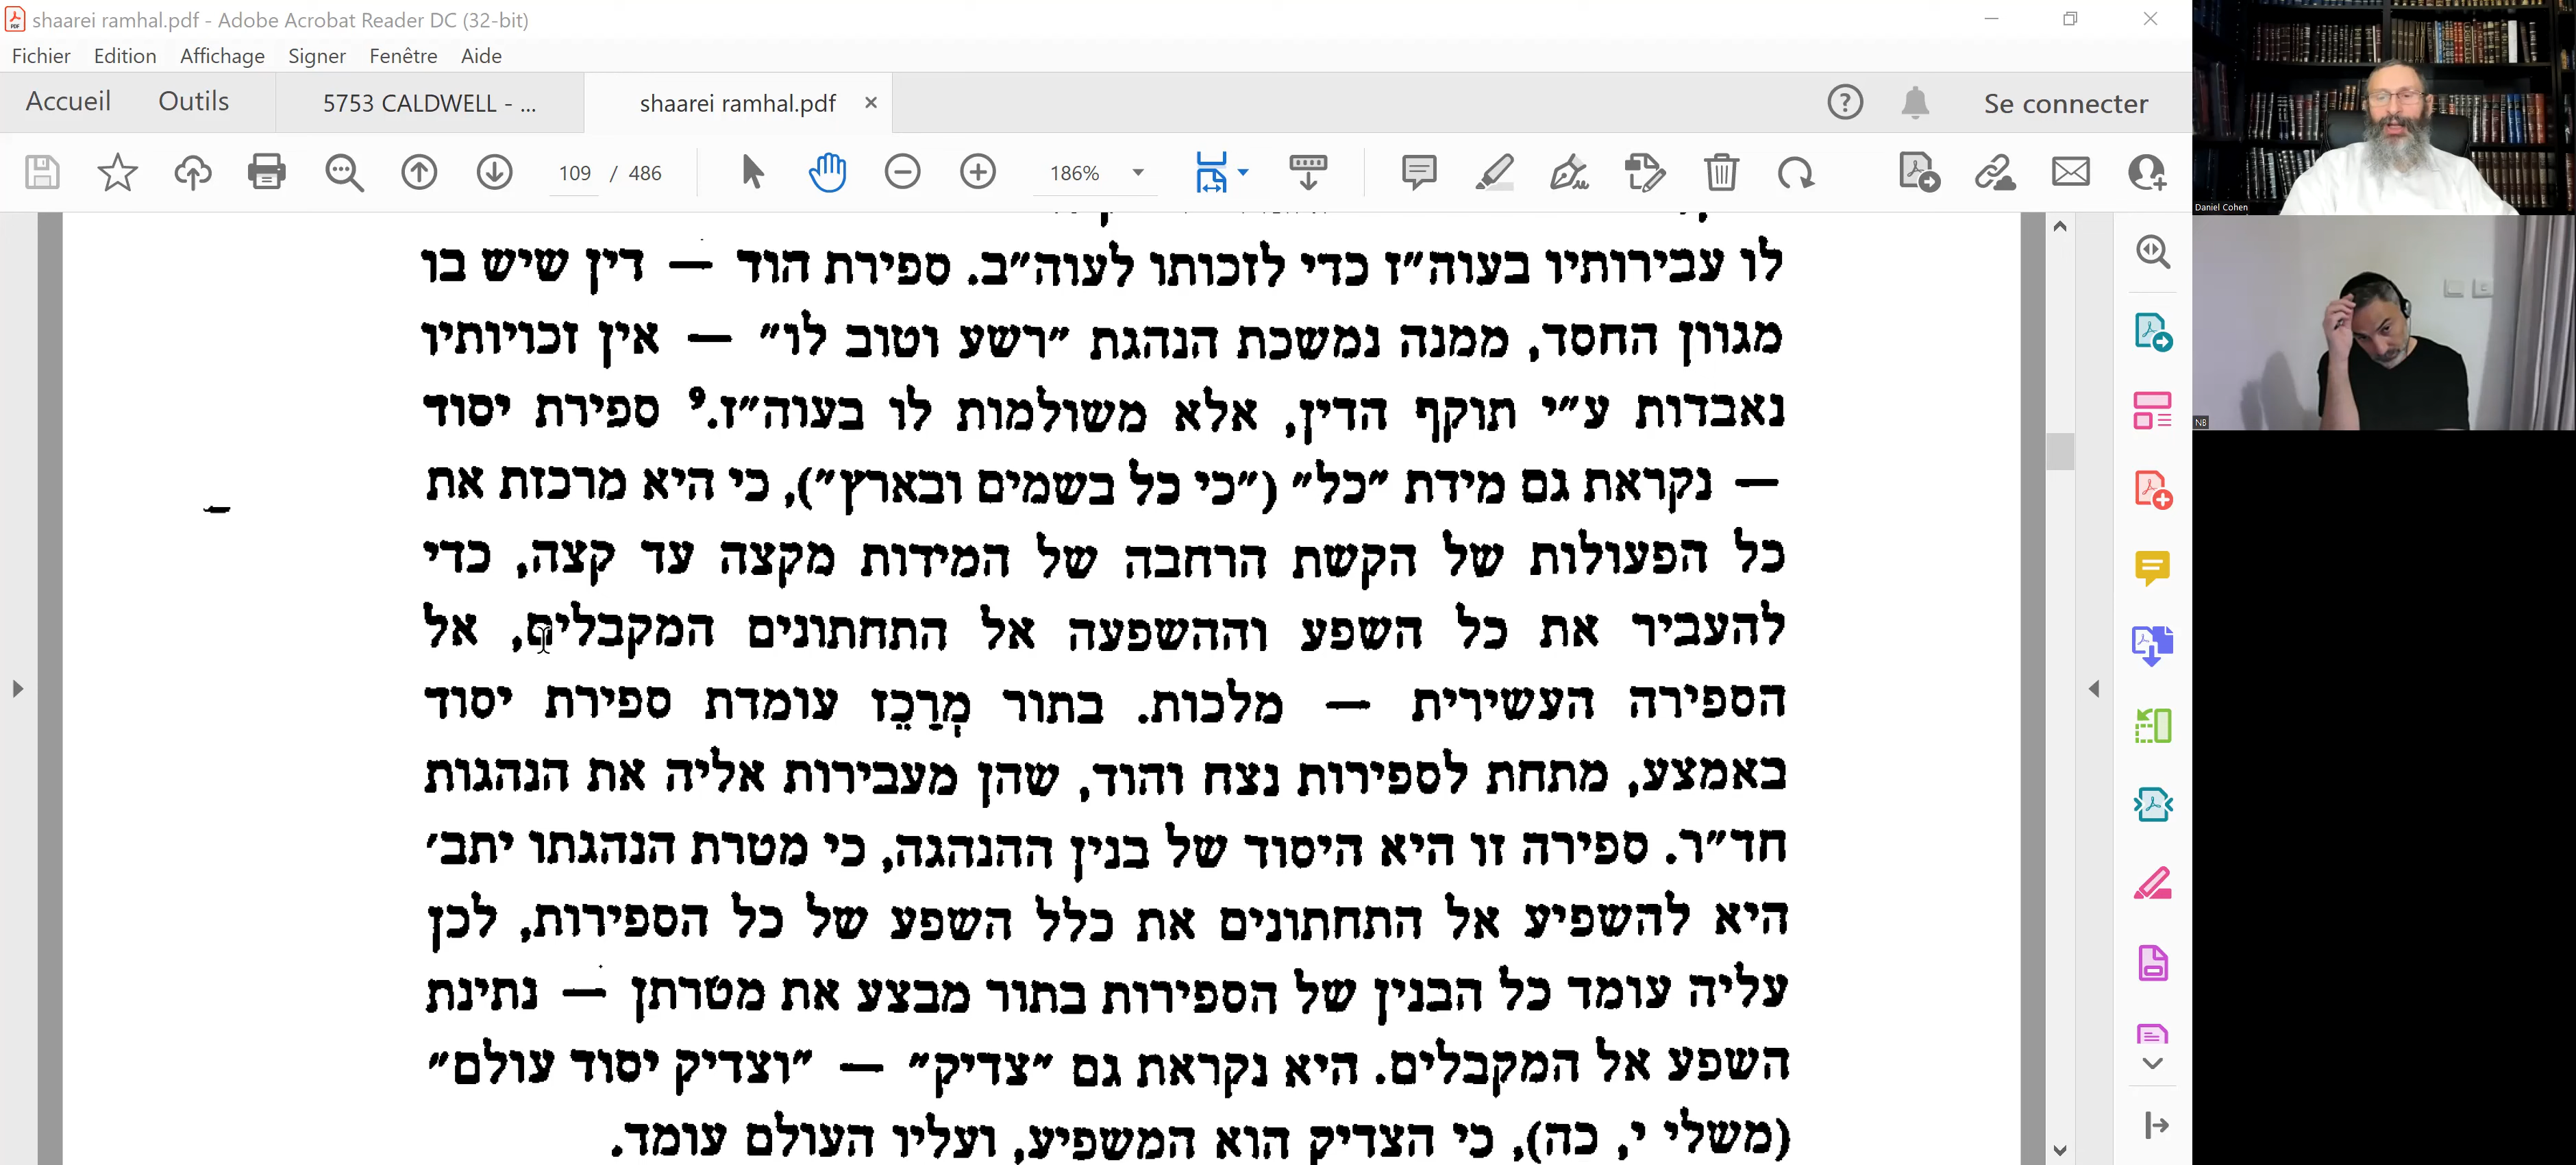 shaarei ramhal.pdf - Adobe Acrobat Reader DC (32-bit)
Fichier Edition Affichage Signer Fenêtre Aide
Accueil Outils 5753 CALDWELL - ... shaarei ramhal.pdf × Se connecter
109 / 486 186%
Daniel Cohen
NB
לו עבירותיו בעוה״ז כדי לזכותו לעוה״ב. ספירת הוד — דין שיש בו
מגוון החסד, ממנה נמשכת הנהגת ״רשע וטוב לו״ — אין זכויותיו
נאבדות ע״י תוקף הדין, אלא משולמות לו בעוה״ז.⁹ ספירת יסוד
— נקראת גם מידת ״כל״ (״כי כל בשמים ובארץ״), כי היא מרכזת את
כל הפעולות של הקשת הרחבה של המידות מקצה עד קצה, כדי
להעביר את כל השפע וההשפעה אל התחתונים המקבלים, אל
הספירה העשירית — מלכות. בתור מְרַכֵּז עומדת ספירת יסוד
באמצע, מתחת לספירות נצח והוד, שהן מעבירות אליה את הנהגות
חד״ר. ספירה זו היא היסוד של בנין ההנהגה, כי מטרת הנהגתו יתב׳
היא להשפיע אל התחתונים את כלל השפע של כל הספירות, לכן
עליה עומד כל הבנין של הספירות בתור מבצע את מטרתן — נתינת
השפע אל המקבלים. היא נקראת גם ״צדיק״ — ״וצדיק יסוד עולם״
(משלי י, כה), כי הצדיק הוא המשפיע, ועליו העולם עומד.